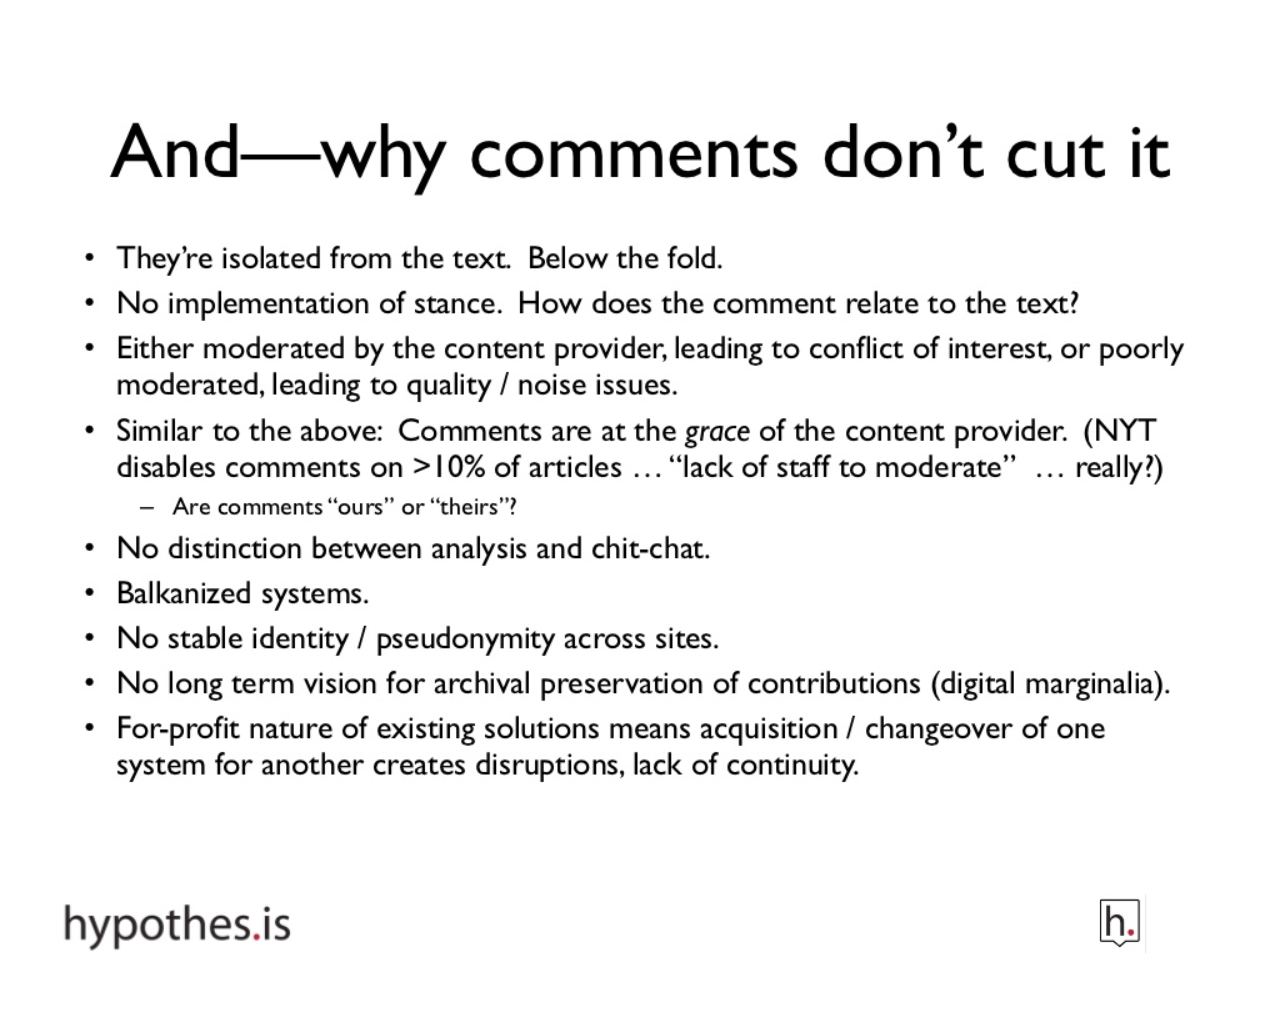 And—why comments don’t cut it
• They’re isolated from the text.  Below the fold.
• No implementation of stance.  How does the comment relate to the text?
• Either moderated by the content provider, leading to conflict of interest, or poorly
moderated, leading to quality / noise issues.
• Similar to the above:  Comments are at the grace of the content provider.  (NYT
disables comments on >10% of articles … “lack of staff to moderate”  … really?)
– Are comments “ours” or “theirs”?
• No distinction between analysis and chit-chat.
• Balkanized systems.
• No stable identity / pseudonymity across sites.
• No long term vision for archival preservation of contributions (digital marginalia).
• For-profit nature of existing solutions means acquisition / changeover of one
system for another creates disruptions, lack of continuity.
hypothes.is
h.